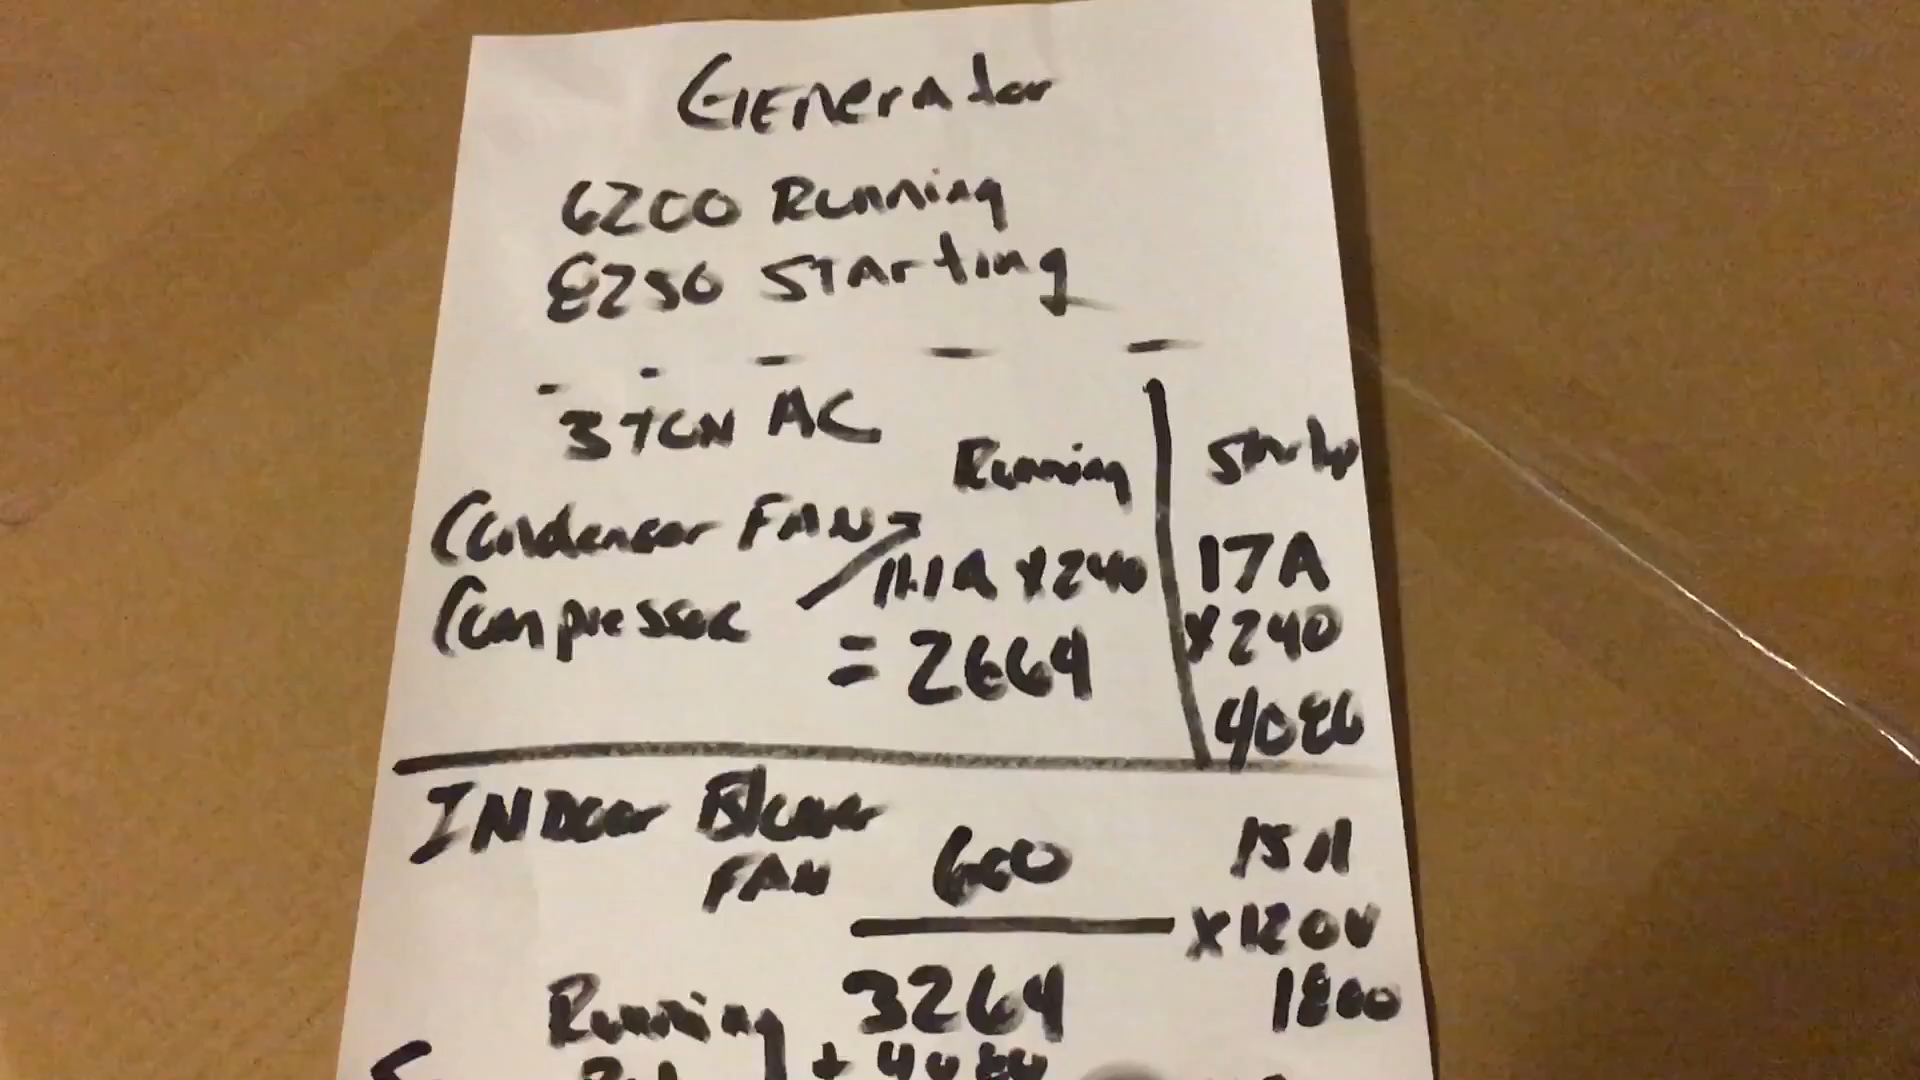 Generator
6200 Running
8250 Starting
3 TON AC
Running
Startup
Condenser FAN
Compressor
11.1A x 240
= 2664
17A
x 240
4080
INDoor Blower
FAN
600
15A
x 120V
1800
Running 3264